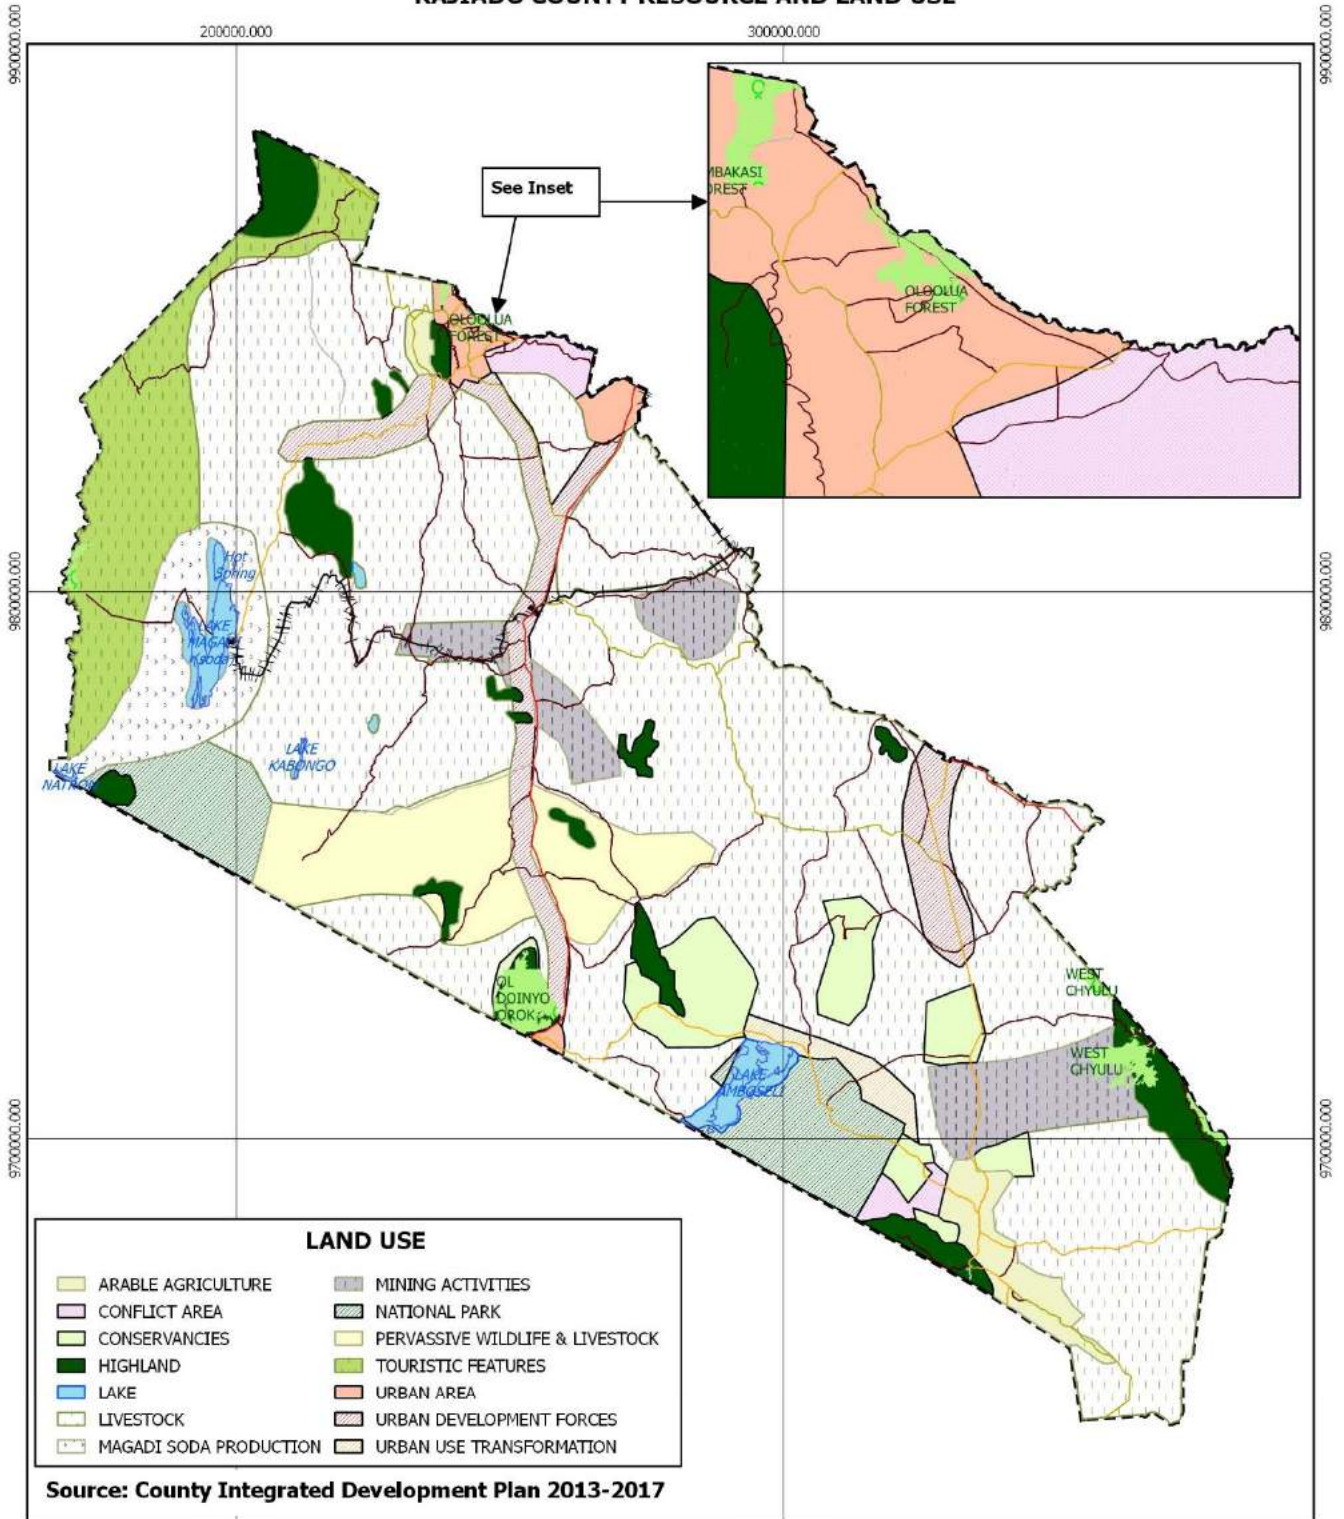 KAJIADO COUNTY RESOURCE AND LAND USE
200000.000
300000.000
9900000.000
9900000.000
See Inset
MBAKASI
OREST
OLOOLUA
FOREST
OLOOLUA
FOREST
Hot
Spring
9800000.000
9800000.000
LAKE
MAGADI
(soda)
LAKE
KABONGO
LAKE
NATRON
OL
DOINYO
OROK
WEST
CHYULU
WEST
CHYULU
LAKE
AMBOSELI
9700000.000
9700000.000
LAND USE
ARABLE AGRICULTURE
CONFLICT AREA
CONSERVANCIES
HIGHLAND
LAKE
LIVESTOCK
MAGADI SODA PRODUCTION
MINING ACTIVITIES
NATIONAL PARK
PERVASSIVE WILDLIFE & LIVESTOCK
TOURISTIC FEATURES
URBAN AREA
URBAN DEVELOPMENT FORCES
URBAN USE TRANSFORMATION
Source: County Integrated Development Plan 2013-2017